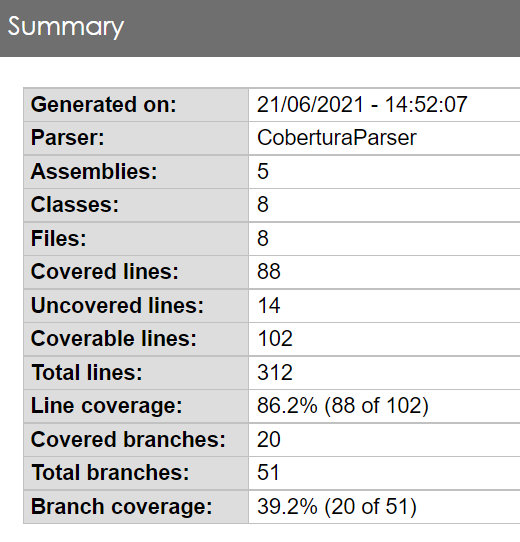 Summary
Generated on: 21/06/2021 - 14:52:07
Parser: CoberturaParser
Assemblies: 5
Classes: 8
Files: 8
Covered lines: 88
Uncovered lines: 14
Coverable lines: 102
Total lines: 312
Line coverage: 86.2% (88 of 102)
Covered branches: 20
Total branches: 51
Branch coverage: 39.2% (20 of 51)